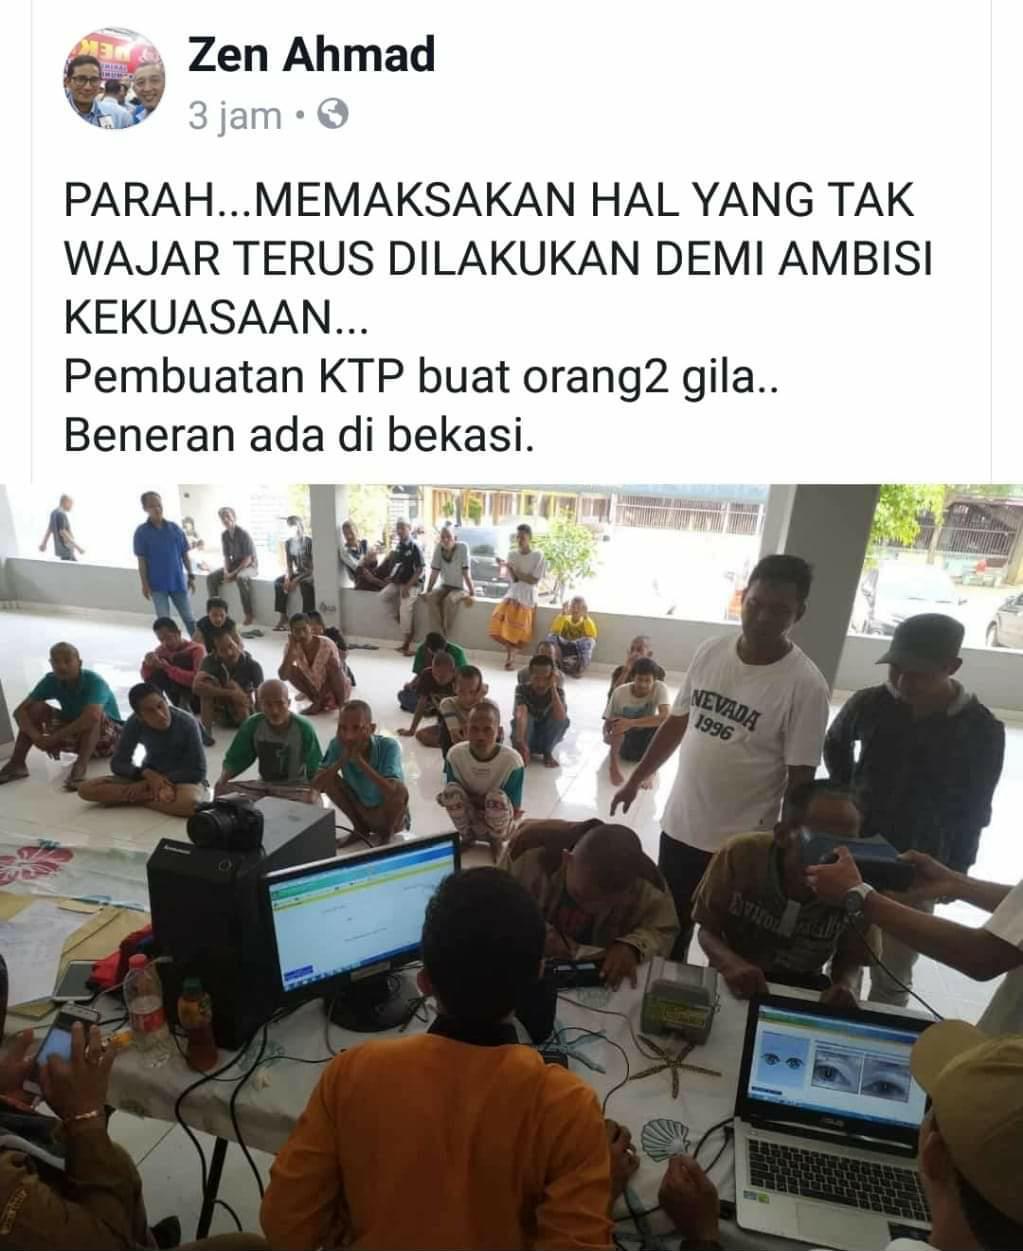 Zen Ahmad
3 jam •
PARAH...MEMAKSAKAN HAL YANG TAK
WAJAR TERUS DILAKUKAN DEMI AMBISI
KEKUASAAN...
Pembuatan KTP buat orang2 gila..
Beneran ada di bekasi.
NEVADA
1996